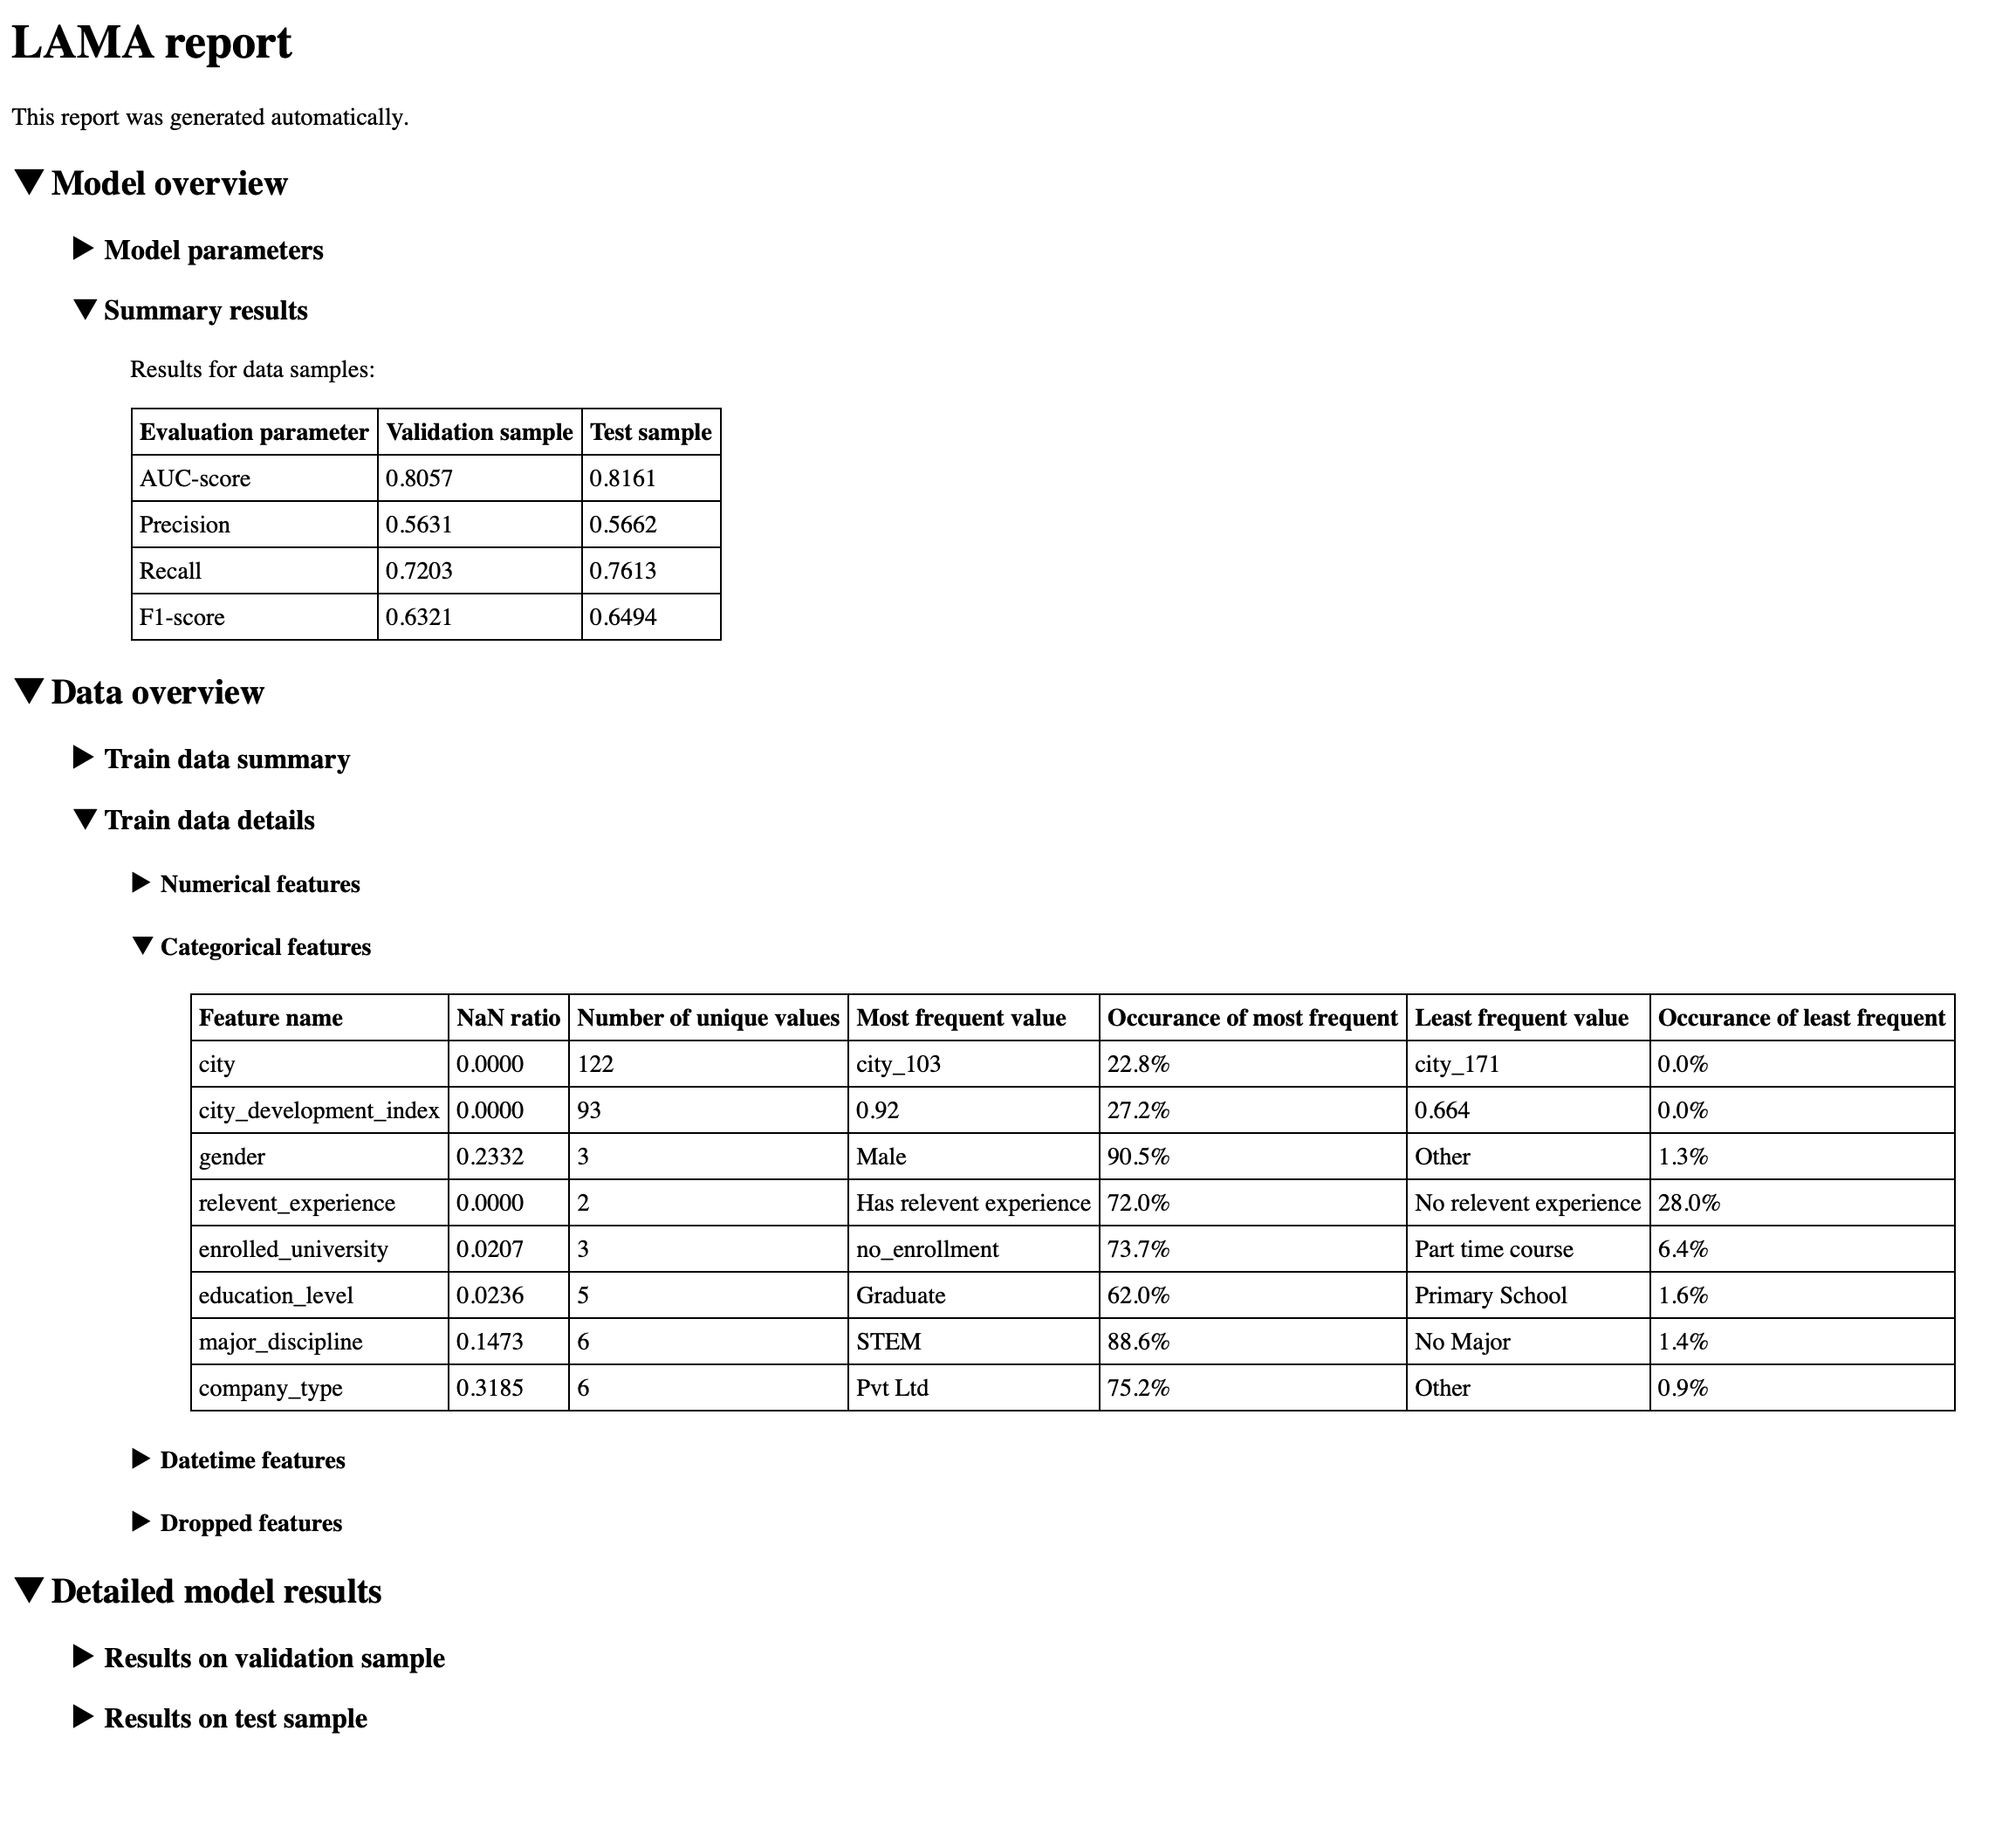 LAMA report
This report was generated automatically.
▼ Model overview
▶ Model parameters
▼ Summary results
Results for data samples:
Evaluation parameter Validation sample Test sample
AUC-score 0.8057 0.8161
Precision 0.5631 0.5662
Recall 0.7203 0.7613
F1-score 0.6321 0.6494
▼ Data overview
▶ Train data summary
▼ Train data details
▶ Numerical features
▼ Categorical features
Feature name NaN ratio Number of unique values Most frequent value Occurance of most frequent Least frequent value Occurance of least frequent
city 0.0000 122 city_103 22.8% city_171 0.0%
city_development_index 0.0000 93 0.92 27.2% 0.664 0.0%
gender 0.2332 3 Male 90.5% Other 1.3%
relevent_experience 0.0000 2 Has relevent experience 72.0% No relevent experience 28.0%
enrolled_university 0.0207 3 no_enrollment 73.7% Part time course 6.4%
education_level 0.0236 5 Graduate 62.0% Primary School 1.6%
major_discipline 0.1473 6 STEM 88.6% No Major 1.4%
company_type 0.3185 6 Pvt Ltd 75.2% Other 0.9%
▶ Datetime features
▶ Dropped features
▼ Detailed model results
▶ Results on validation sample
▶ Results on test sample